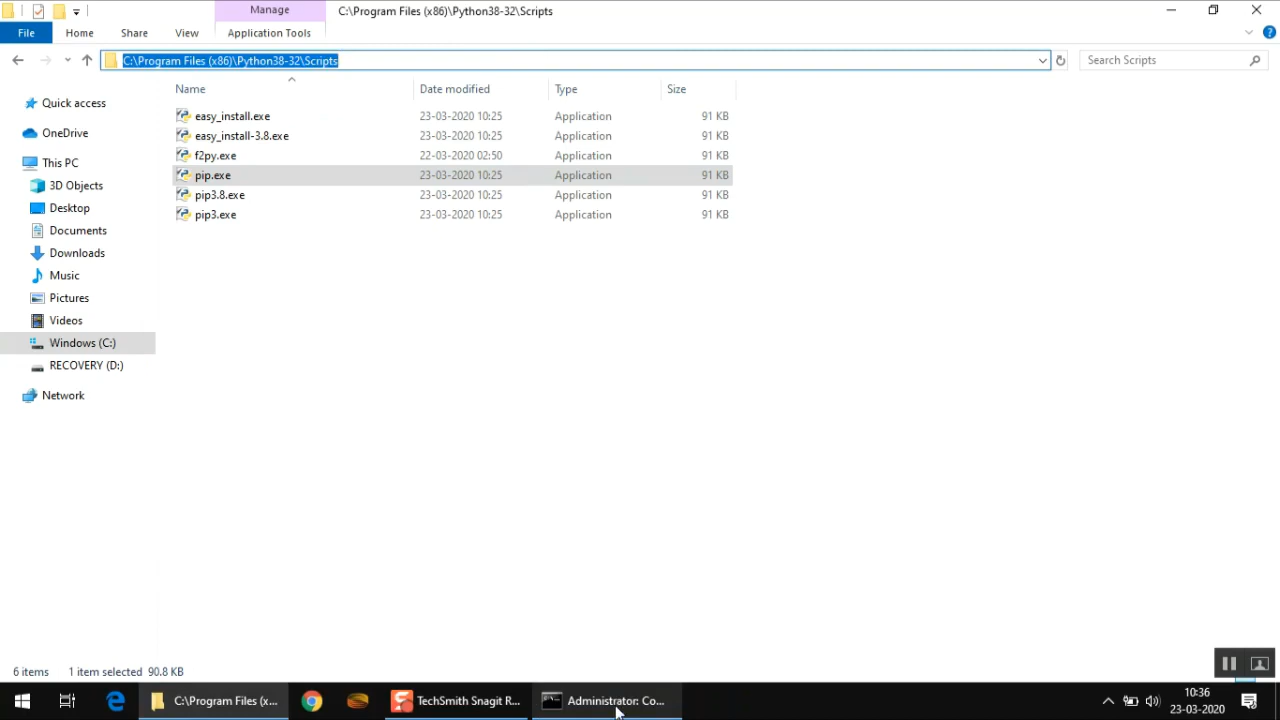 Manage
C:\Program Files (x86)\Python38-32\Scripts
File
Home
Share
View
Application Tools
C:\Program Files (x86)\Python38-32\Scripts
Search Scripts
Name
Date modified
Type
Size
Quick access
OneDrive
This PC
3D Objects
Desktop
Documents
Downloads
Music
Pictures
Videos
Windows (C:)
RECOVERY (D:)
Network
easy_install.exe 23-03-2020 10:25 Application 91 KB
easy_install-3.8.exe 23-03-2020 10:25 Application 91 KB
f2py.exe 22-03-2020 02:50 Application 91 KB
pip.exe 23-03-2020 10:25 Application 91 KB
pip3.8.exe 23-03-2020 10:25 Application 91 KB
pip3.exe 23-03-2020 10:25 Application 91 KB
6 items 1 item selected 90.8 KB
C:\Program Files (x...
TechSmith Snagit R...
Administrator: Co...
10:36
23-03-2020